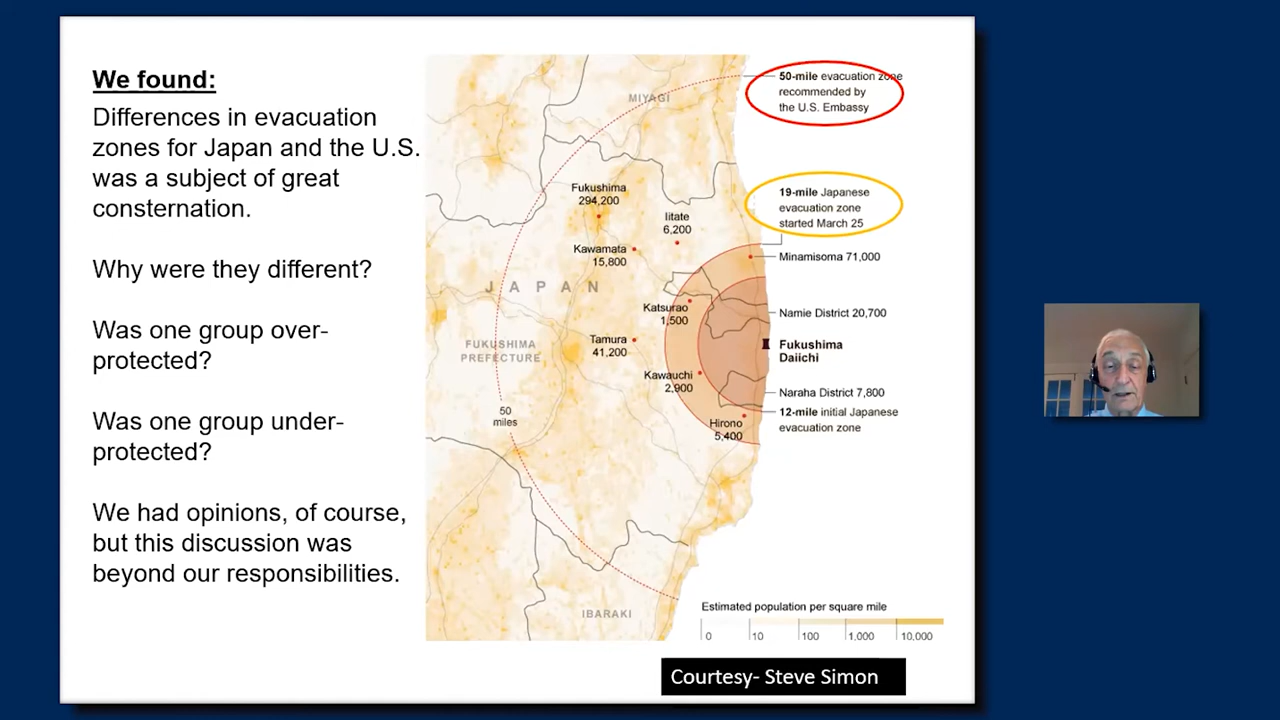 We found:
Differences in evacuation
zones for Japan and the U.S.
was a subject of great
consternation.
Why were they different?
Was one group over-
protected?
Was one group under-
protected?
We had opinions, of course,
but this discussion was
beyond our responsibilities.
MIYAGI
50-mile evacuation zone
recommended by
the U.S. Embassy
Fukushima
294,200
Iitate
6,200
19-mile Japanese
evacuation zone
started March 25
Kawamata
15,800
Minamisoma 71,000
JAPAN
Katsurao
1,500
Namie District 20,700
FUKUSHIMA
PREFECTURE
Tamura
41,200
Fukushima
Daiichi
Kawauchi
2,900
Naraha District 7,800
50
miles
Hirono
5,400
12-mile initial Japanese
evacuation zone
IBARAKI
Estimated population per square mile
0 10 100 1,000 10,000
Courtesy- Steve Simon